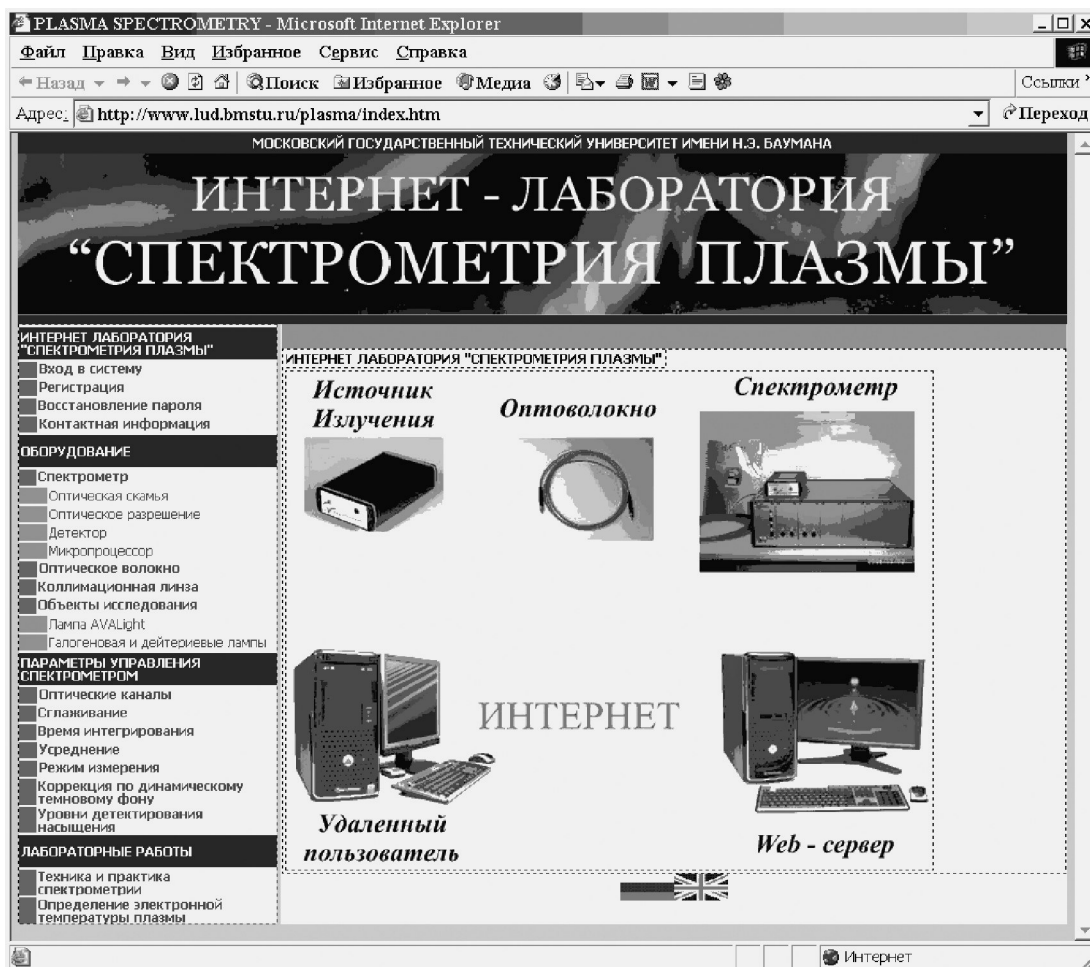 PLASMA SPECTROMETRY - Microsoft Internet Explorer
Файл Правка Вид Избранное Сервис Справка
Назад Поиск Избранное Медиа Ссылки
Адрес: http://www.lud.bmstu.ru/plasma/index.htm Переход
МОСКОВСКИЙ ГОСУДАРСТВЕННЫЙ ТЕХНИЧЕСКИЙ УНИВЕРСИТЕТ ИМЕНИ Н.Э. БАУМАНА
ИНТЕРНЕТ - ЛАБОРАТОРИЯ
“СПЕКТРОМЕТРИЯ ПЛАЗМЫ”
ИНТЕРНЕТ ЛАБОРАТОРИЯ
"СПЕКТРОМЕТРИЯ ПЛАЗМЫ"
Вход в систему
Регистрация
Восстановление пароля
Контактная информация
ОБОРУДОВАНИЕ
Спектрометр
Оптическая скамья
Оптическое разрешение
Детектор
Микропроцессор
Оптическое волокно
Коллимационная линза
Объекты исследования
Лампа AVALight
Галогеновая и дейтериевые лампы
ПАРАМЕТРЫ УПРАВЛЕНИЯ
СПЕКТРОМЕТРОМ
Оптические каналы
Сглаживание
Время интегрирования
Усреднение
Режим измерения
Коррекция по динамическому
темновому фону
Уровни детектирования
насыщения
ЛАБОРАТОРНЫЕ РАБОТЫ
Техника и практика
спектрометрии
Определение электронной
температуры плазмы
ИНТЕРНЕТ ЛАБОРАТОРИЯ "СПЕКТРОМЕТРИЯ ПЛАЗМЫ"
Источник
Излучения
Оптоволокно
Спектрометр
ИНТЕРНЕТ
Удаленный
пользователь
Web - сервер
Интернет